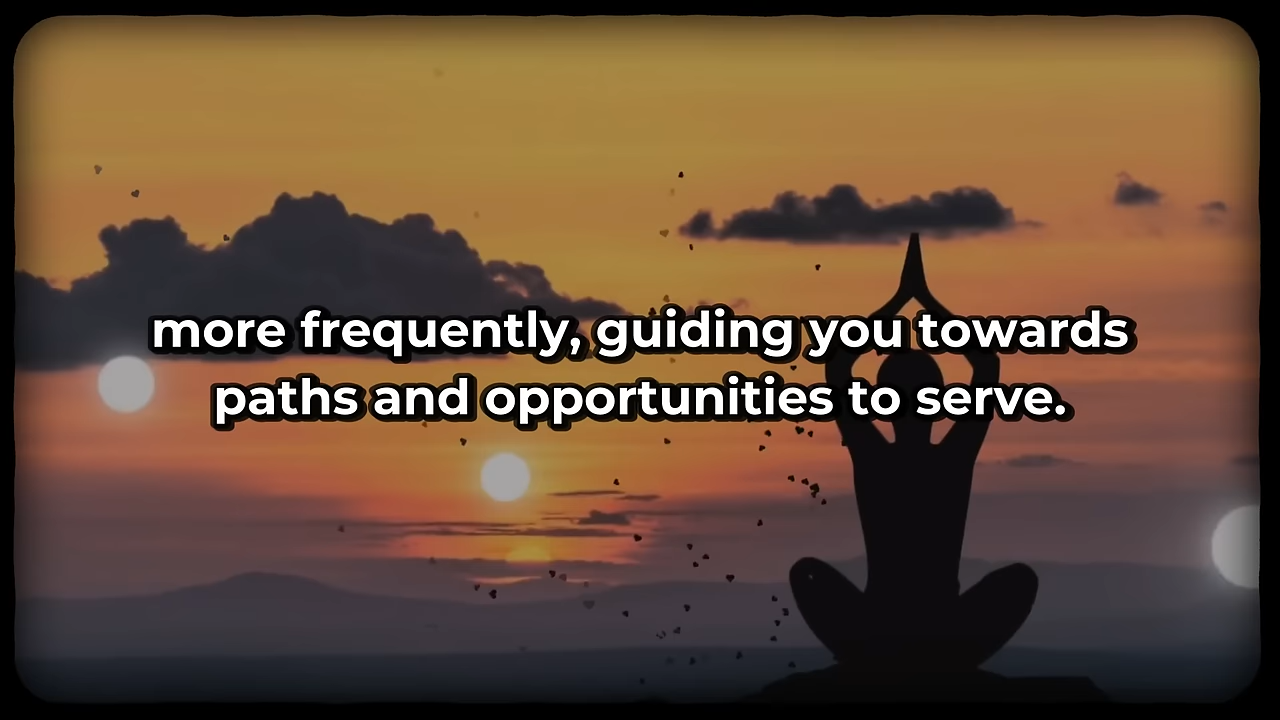 more frequently, guiding you towards
paths and opportunities to serve.